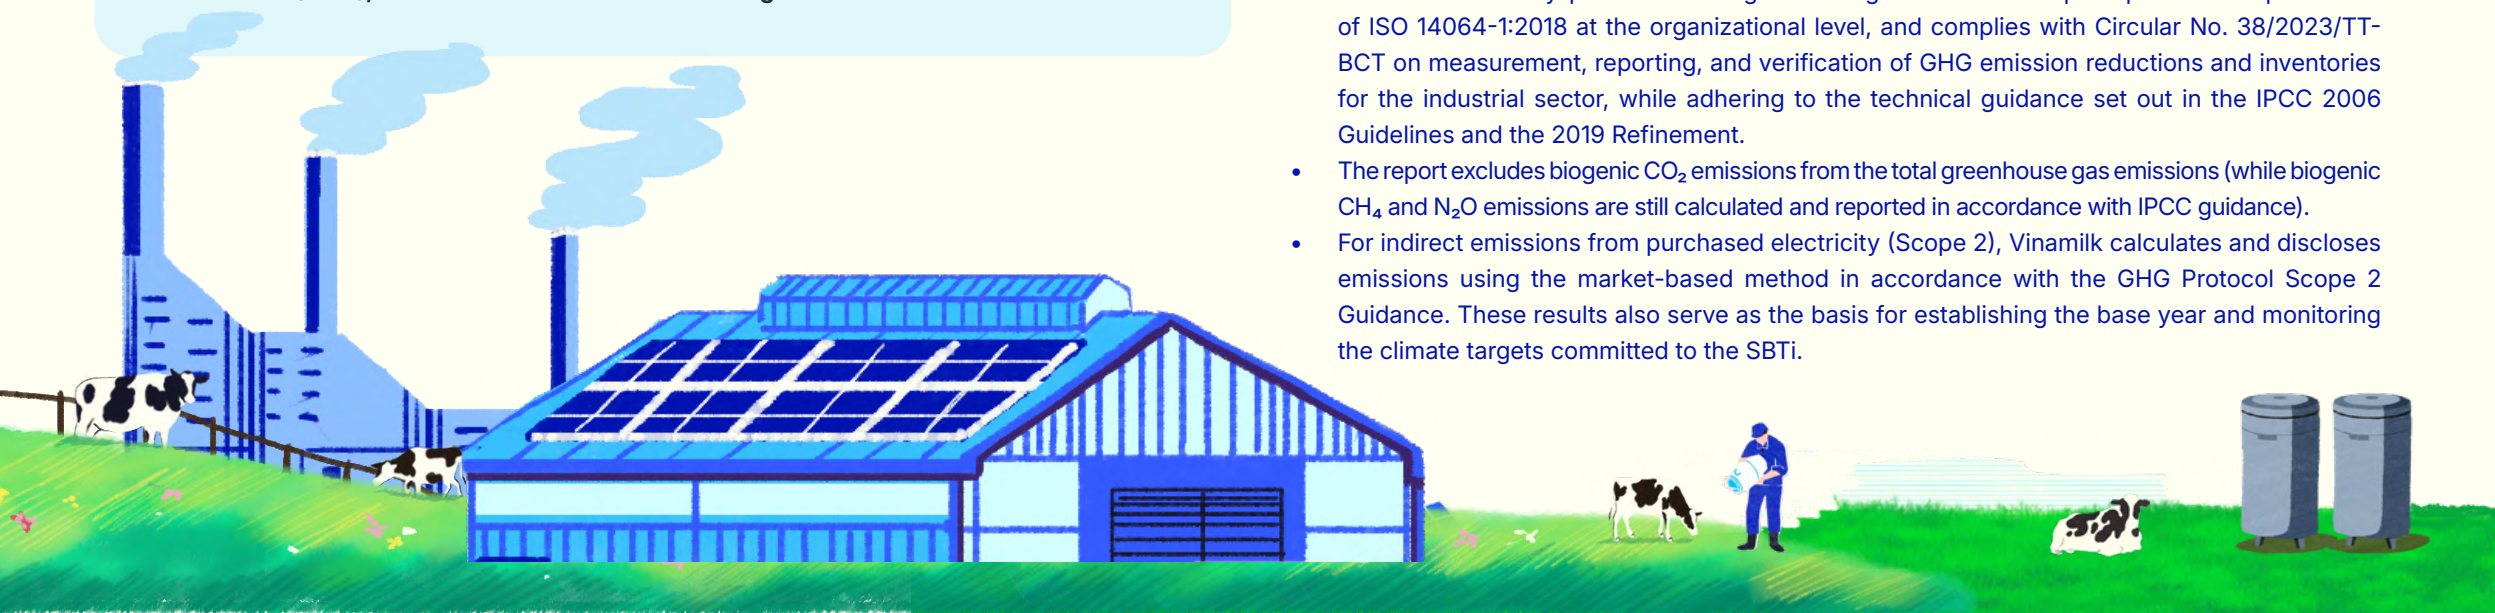 of ISO 14064-1:2018 at the organizational level, and complies with Circular No. 38/2023/TT-
BCT on measurement, reporting, and verification of GHG emission reductions and inventories
for the industrial sector, while adhering to the technical guidance set out in the IPCC 2006
Guidelines and the 2019 Refinement.
• The report excludes biogenic CO₂ emissions from the total greenhouse gas emissions (while biogenic
CH₄ and N₂O emissions are still calculated and reported in accordance with IPCC guidance).
• For indirect emissions from purchased electricity (Scope 2), Vinamilk calculates and discloses
emissions using the market-based method in accordance with the GHG Protocol Scope 2
Guidance. These results also serve as the basis for establishing the base year and monitoring
the climate targets committed to the SBTi.